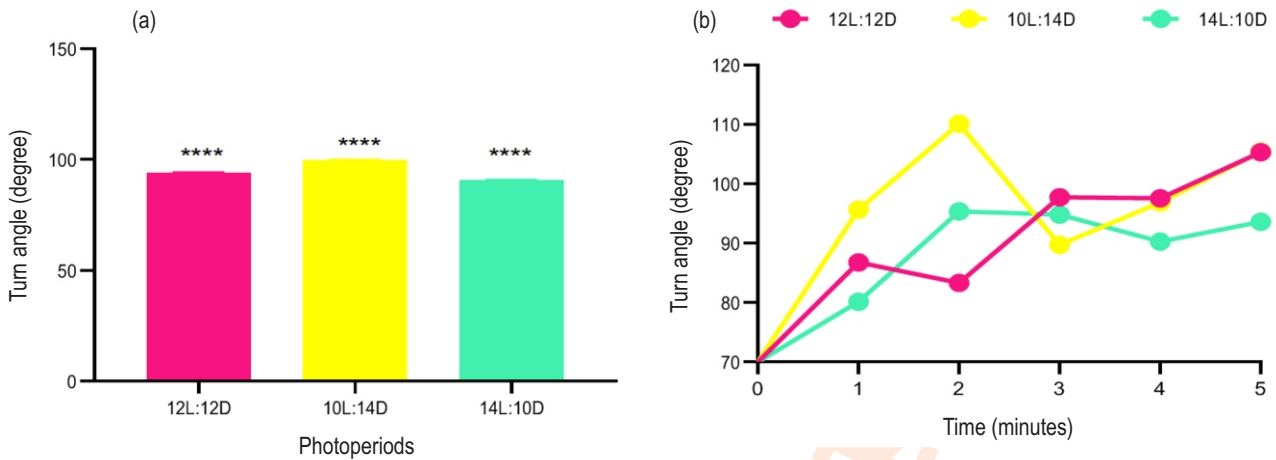 (a)
150
100
50
0
Turn angle (degree)
****
****
****
12L:12D
10L:14D
14L:10D
Photoperiods
(b)
12L:12D
10L:14D
14L:10D
120
110
100
90
80
70
Turn angle (degree)
0
1
2
3
4
5
Time (minutes)